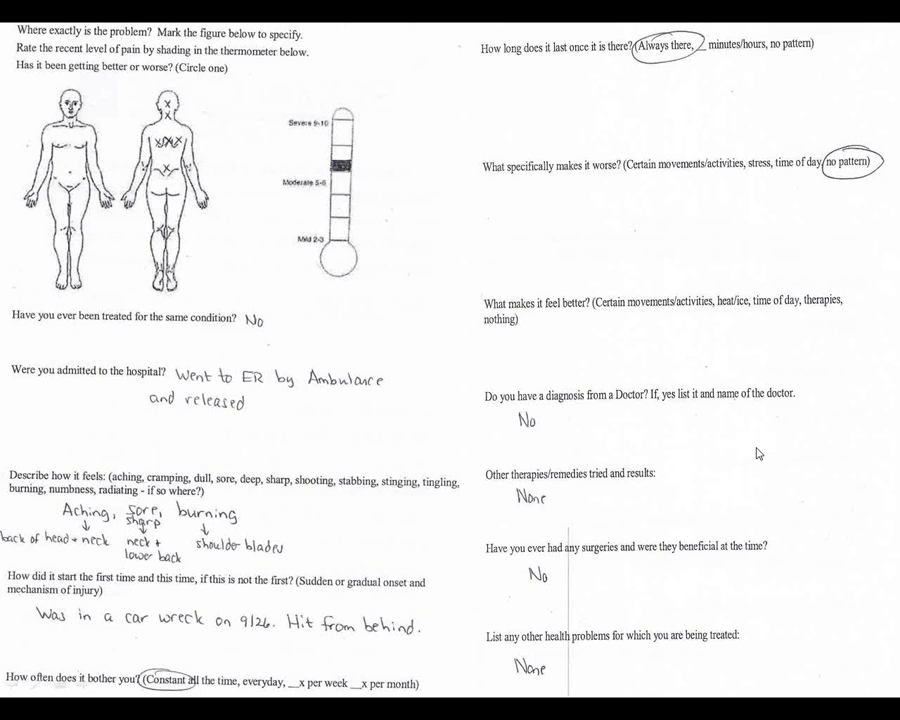 Where exactly is the problem? Mark the figure below to specify.
Rate the recent level of pain by shading in the thermometer below.
Has it been getting better or worse? (Circle one)
Severe 9-10
Moderate 5-6
Mild 2-3
Have you ever been treated for the same condition? No
Were you admitted to the hospital? Went to ER by Ambulance
and released
Describe how it feels: (aching, cramping, dull, sore, deep, sharp, shooting, stabbing, stinging, tingling,
burning, numbness, radiating - if so where?)
Aching, sore, burning
sharp
back of head + neck neck + shoulder blades
lower back
How did it start the first time and this time, if this is not the first? (Sudden or gradual onset and
mechanism of injury)
Was in a car wreck on 9/26. Hit from behind.
How often does it bother you? (Constant all the time, everyday, __x per week __x per month)
How long does it last once it is there? (Always there, __ minutes/hours, no pattern)
What specifically makes it worse? (Certain movements/activities, stress, time of day, no pattern)
What makes it feel better? (Certain movements/activities, heat/ice, time of day, therapies,
nothing)
Do you have a diagnosis from a Doctor? If, yes list it and name of the doctor.
No
Other therapies/remedies tried and results:
None
Have you ever had any surgeries and were they beneficial at the time?
No
List any other health problems for which you are being treated:
None